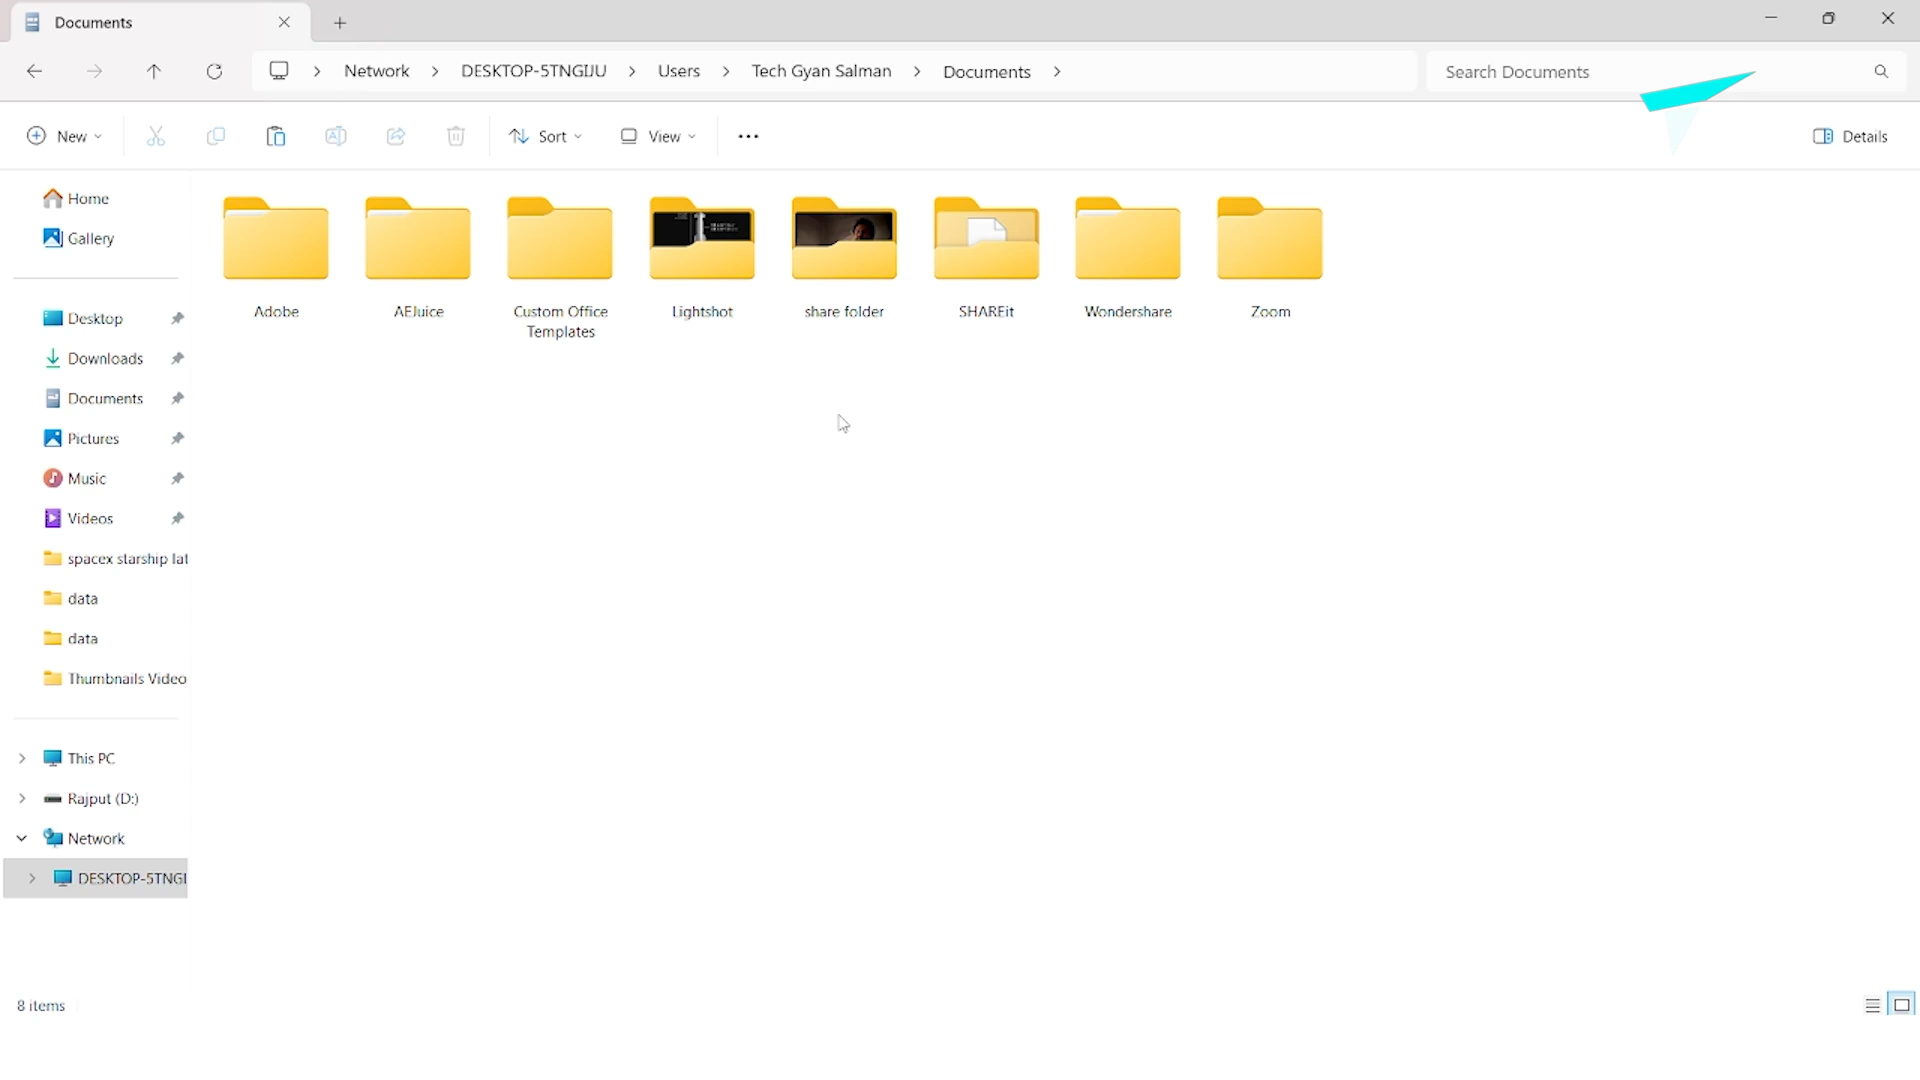 Documents
Network
DESKTOP-5TNGIJU
Users
Tech Gyan Salman
Documents
Search Documents
New
Sort
View
Details
Home
Gallery
Desktop
Downloads
Documents
Pictures
Music
Videos
spacex starship lat
data
data
Thumbnails Video
This PC
Rajput (D:)
Network
DESKTOP-5TNGI
Adobe
AEJuice
Custom Office
Templates
Lightshot
share folder
SHAREit
Wondershare
Zoom
8 items